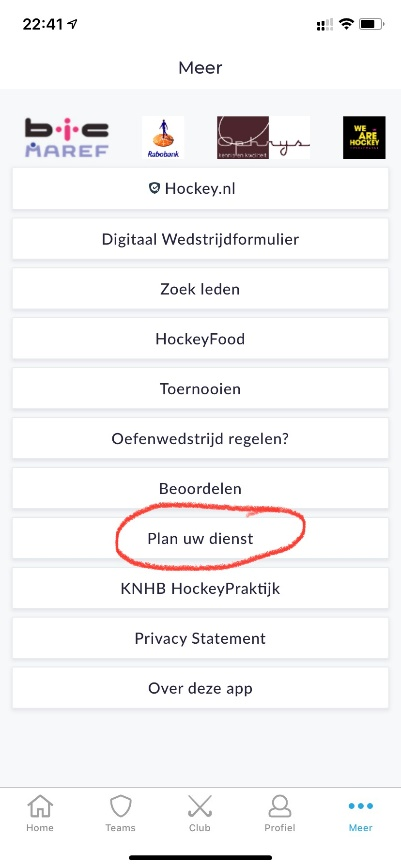 22:41
Meer
b·i·c
MAREF
Rabobank
Ophrys
WE
ARE
HOCKEY
Hockey.nl
Digitaal Wedstrijdformulier
Zoek leden
HockeyFood
Toernooien
Oefenwedstrijd regelen?
Beoordelen
Plan uw dienst
KNHB HockeyPraktijk
Privacy Statement
Over deze app
Home
Teams
Club
Profiel
Meer